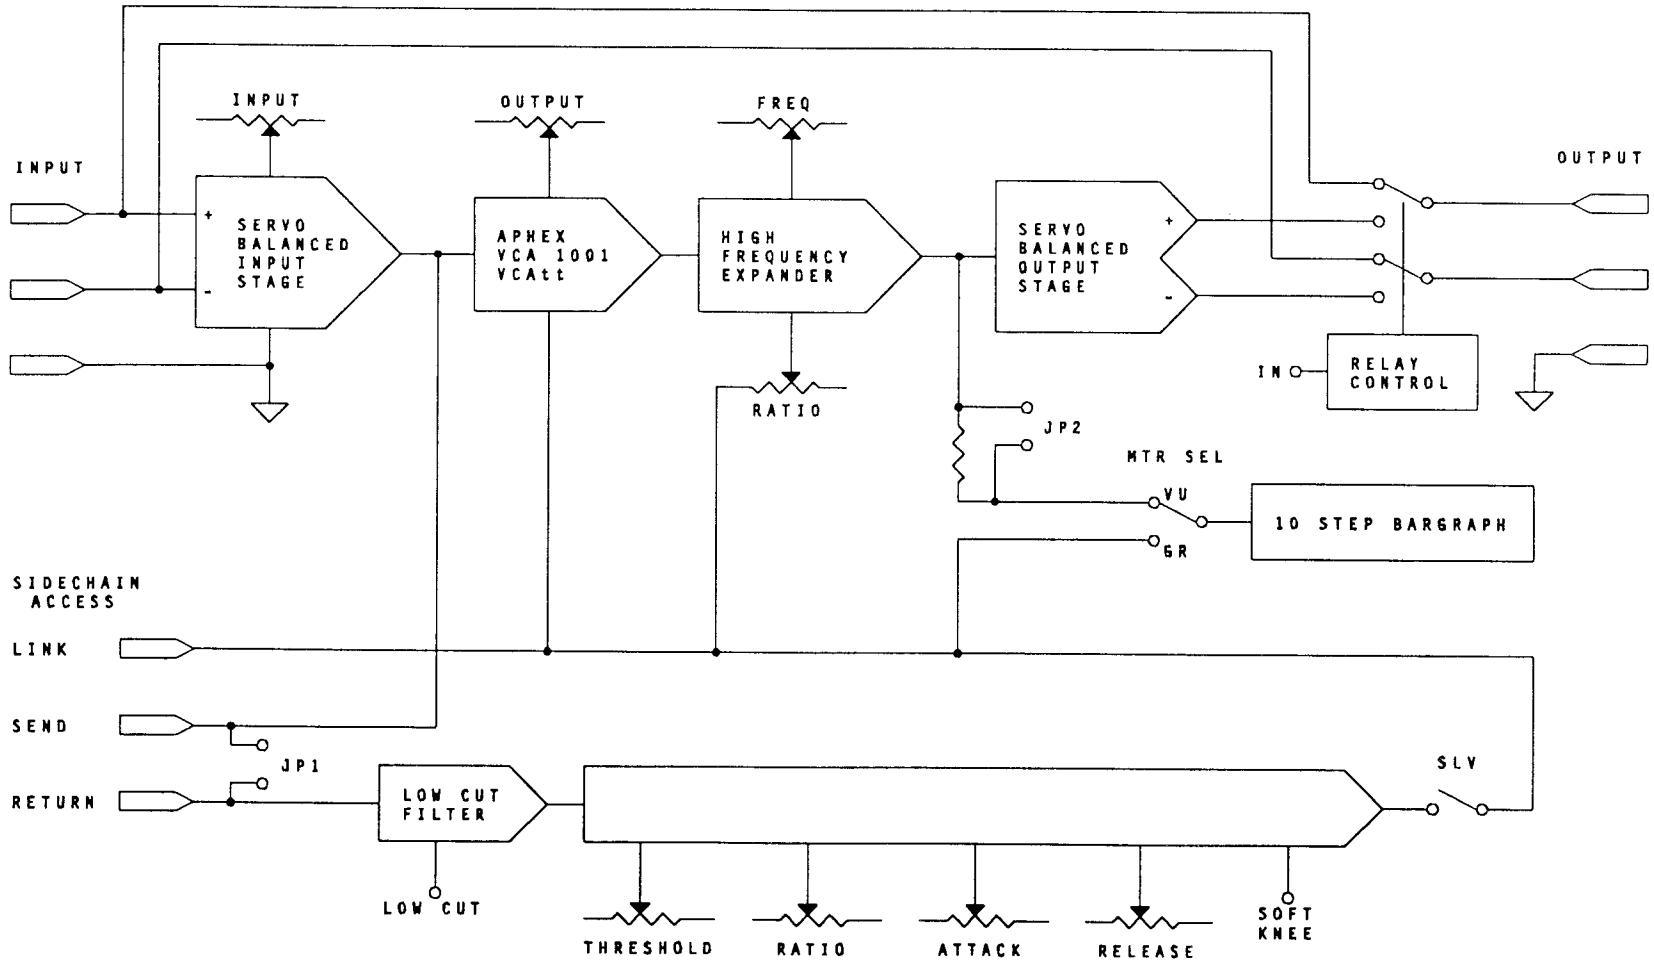 INPUT
OUTPUT
FREQ
INPUT
OUTPUT
+
SERVO
BALANCED
INPUT
STAGE
-
APHEX
VCA 1001
VCAtt
HIGH
FREQUENCY
EXPANDER
SERVO
BALANCED
OUTPUT
STAGE
+
-
RATIO
IN
RELAY
CONTROL
JP2
MTR SEL
VU
GR
10 STEP BARGRAPH
SIDECHAIN
ACCESS
LINK
SEND
JP1
RETURN
LOW CUT
FILTER
SLV
LOW CUT
THRESHOLD
RATIO
ATTACK
RELEASE
SOFT
KNEE